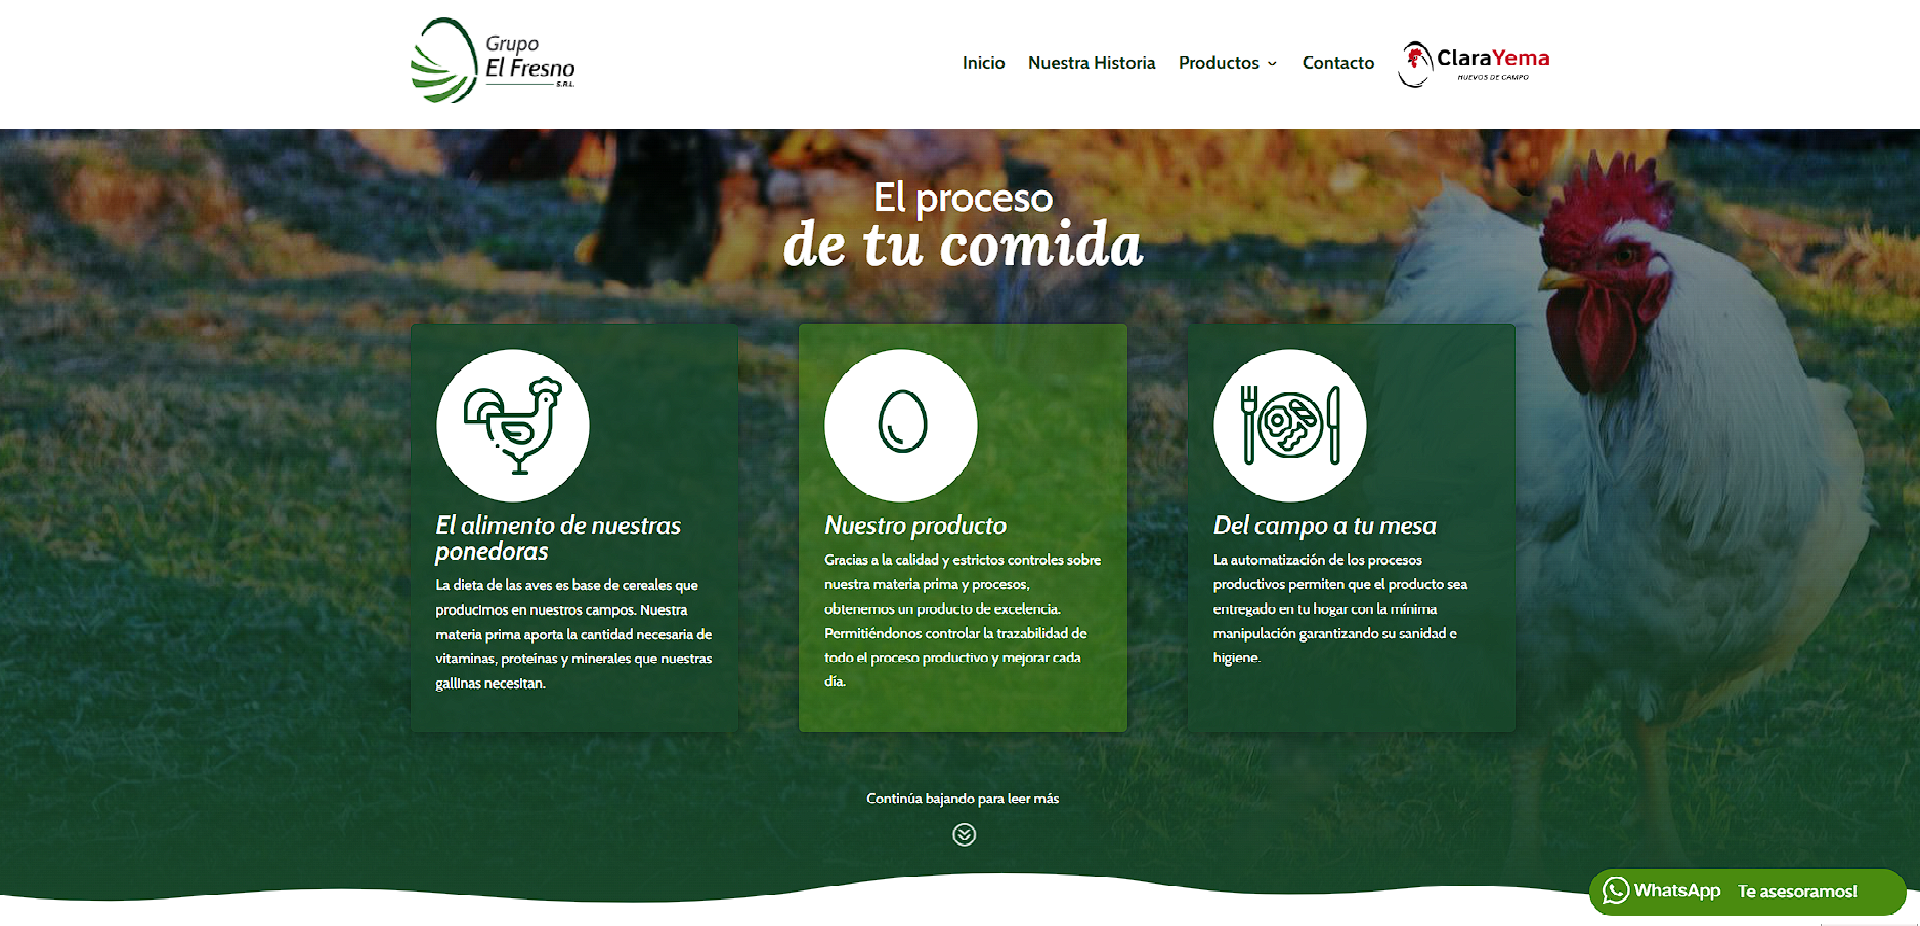 Grupo
El Fresno
S.R.L.
Inicio Nuestra Historia Productos Contacto
ClaraYema
HUEVOS DE CAMPO
El proceso
de tu comida
El alimento de nuestras
ponedoras
La dieta de las aves es base de cereales que
producimos en nuestros campos. Nuestra
materia prima aporta la cantidad necesaria de
vitaminas, proteínas y minerales que nuestras
gallinas necesitan.
Nuestro producto
Gracias a la calidad y estrictos controles sobre
nuestra materia prima y procesos,
obtenemos un producto de excelencia.
Permitiéndonos controlar la trazabilidad de
todo el proceso productivo y mejorar cada
día.
Del campo a tu mesa
La automatización de los procesos
productivos permiten que el producto sea
entregado en tu hogar con la mínima
manipulación garantizando su sanidad e
higiene.
Continúa bajando para leer más
WhatsApp Te asesoramos!